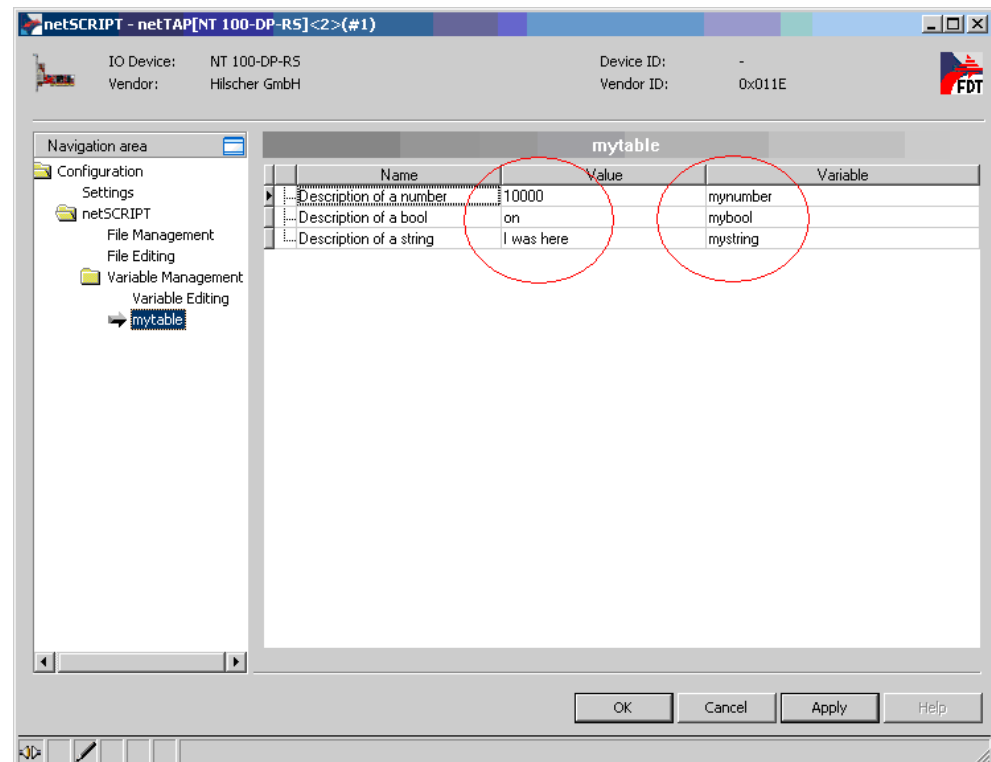 netSCRIPT - netTAP[NT 100-DP-RS]<2>(#1)
IO Device: NT 100-DP-RS Device ID: -
Vendor: Hilscher GmbH Vendor ID: 0x011E
FDT
Navigation area
mytable
Configuration
Settings
netSCRIPT
File Management
File Editing
Variable Management
Variable Editing
mytable
Name Value Variable
Description of a number 10000 mynumber
Description of a bool on mybool
Description of a string I was here mystring
OK Cancel Apply Help